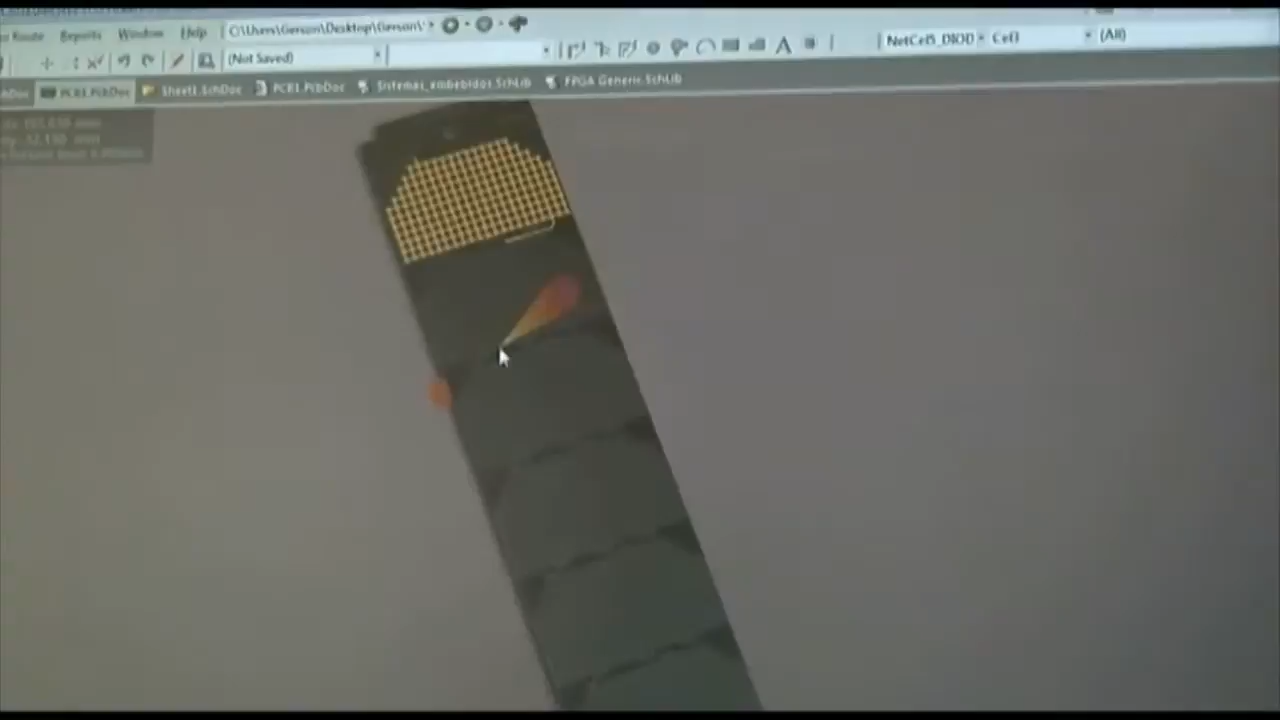 Route Reports Window Help C:\Users\Gerson\Desktop\Gerson\
(Not Saved) A NetCel5_DIOD Cel3 (All)
PCB1.PcbDoc Sheet1.SchDoc PCB1.PcbDoc Sistemas_embebidos.SchLib FPGA Generic.SchLib